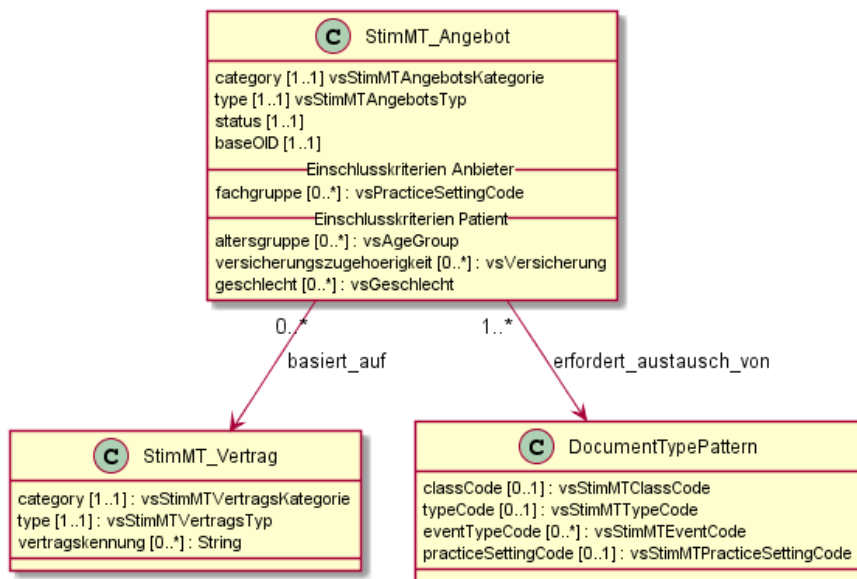 C StimMT_Angebot
category [1..1] vsStimMTAngebotsKategorie
type [1..1] vsStimMTAngebotsTyp
status [1..1]
baseOID [1..1]
Einschlusskriterien Anbieter
fachgruppe [0..*] : vsPracticeSettingCode
Einschlusskriterien Patient
altersgruppe [0..*] : vsAgeGroup
versicherungszugehoerigkeit [0..*] : vsVersicherung
geschlecht [0..*] : vsGeschlecht
0..*
1..*
basiert_auf
erfordert_austausch_von
C StimMT_Vertrag
category [1..1] : vsStimMTVertragsKategorie
type [1..1] : vsStimMTVertragsTyp
vertragskennung [0..*] : String
C DocumentTypePattern
classCode [0..1] : vsStimMTClassCode
typeCode [0..1] : vsStimMTTypeCode
eventTypeCode [0..*] : vsStimMTEventCode
practiceSettingCode [0..1] : vsStimMTPracticeSettingCode